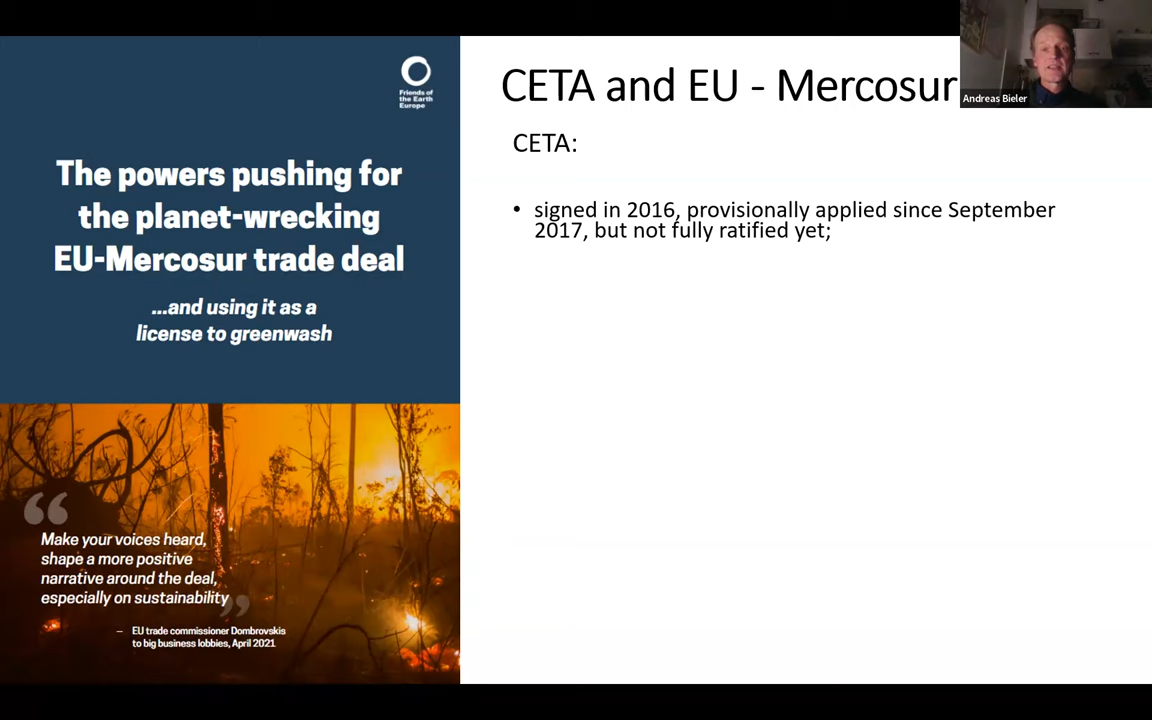 Friends of
the Earth
Europe
The powers pushing for
the planet-wrecking
EU-Mercosur trade deal
...and using it as a
license to greenwash
“
Make your voices heard,
shape a more positive
narrative around the deal,
especially on sustainability
”
– EU trade commissioner Dombrovskis
to big business lobbies, April 2021
CETA and EU - Mercosur
CETA:
• signed in 2016, provisionally applied since September
2017, but not fully ratified yet;
Andreas Bieler